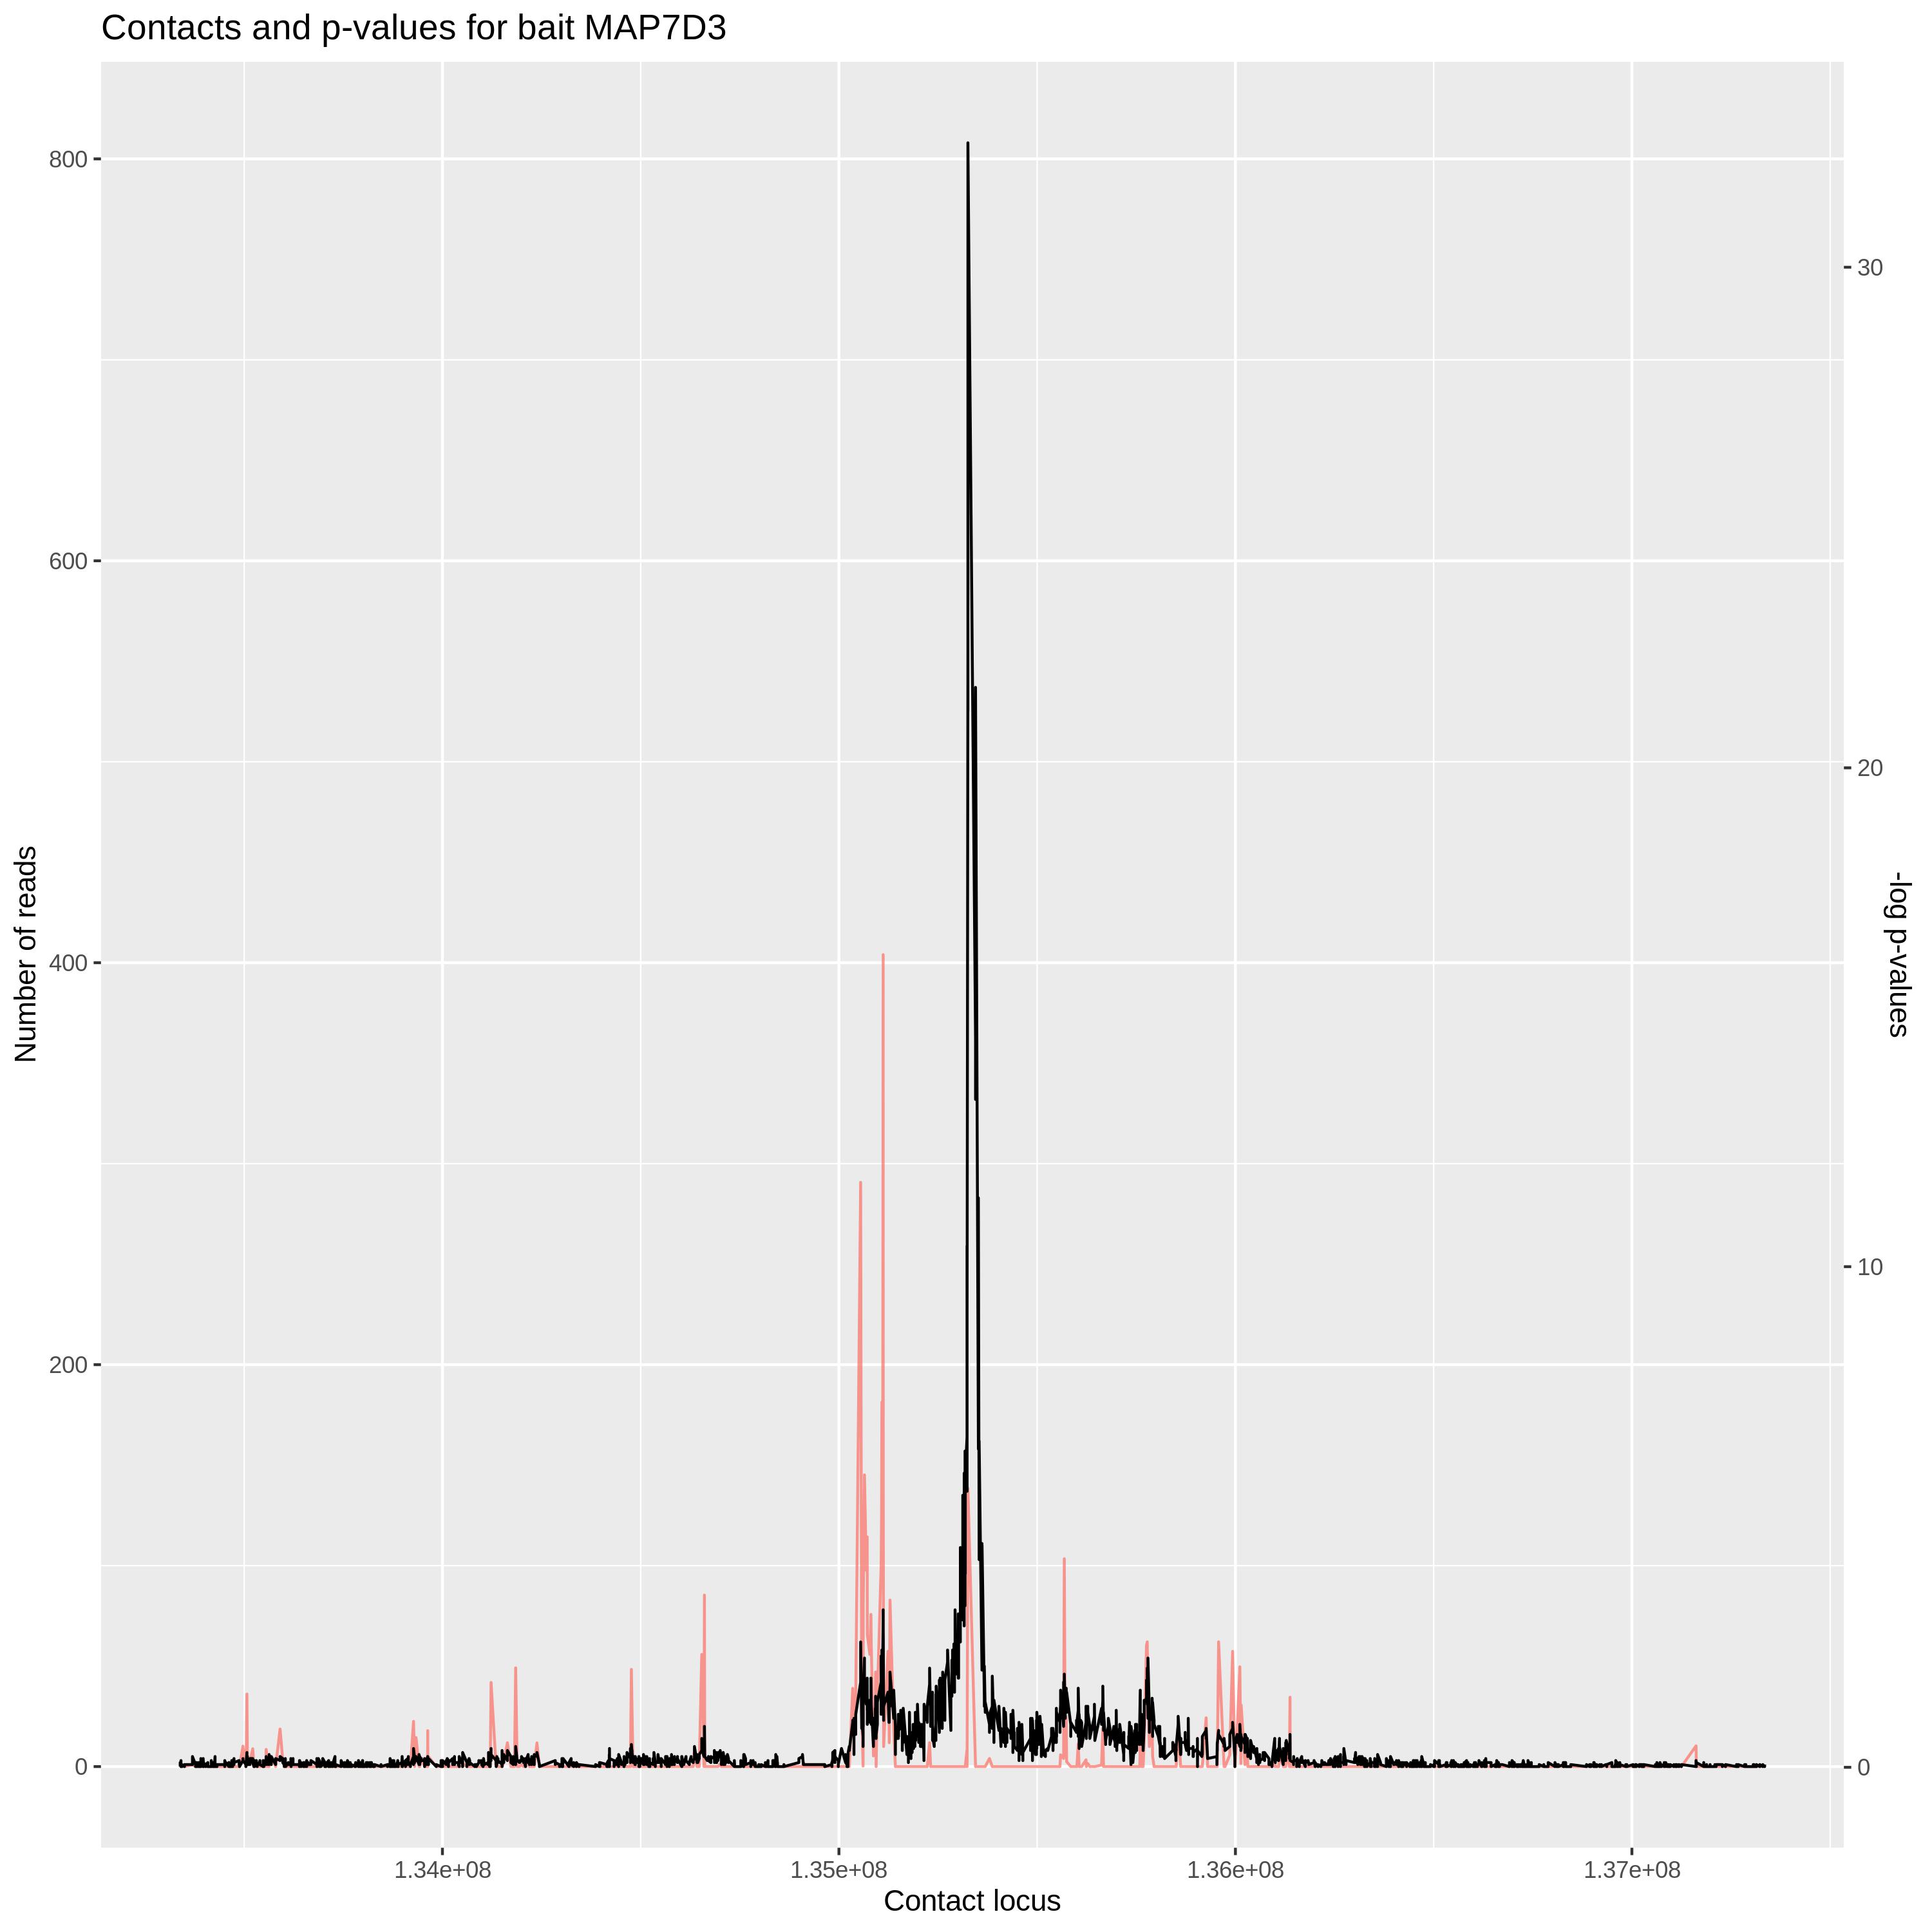 Contacts and p-values for bait MAP7D3
800
600
400
200
0
30
20
10
0
Number of reads
-log p-values
1.34e+08
1.35e+08
1.36e+08
1.37e+08
Contact locus